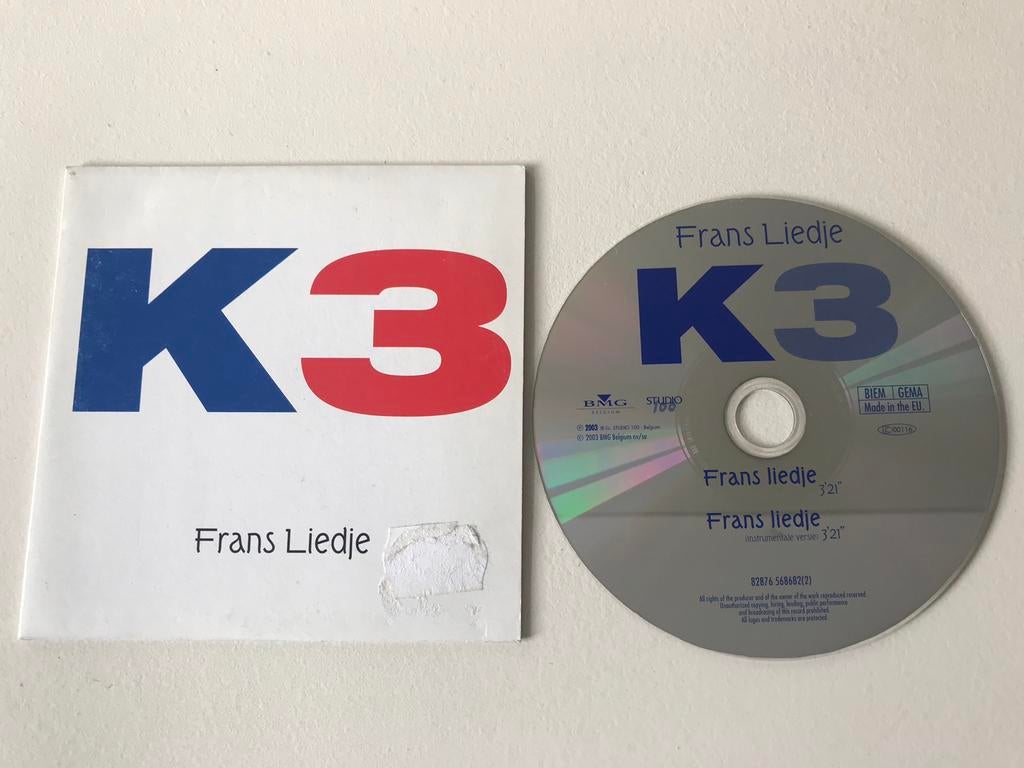 K3
Frans Liedje
Frans Liedje
K3
BMG
BELGIUM
STUDIO
100
BIEM GEMA
Made in the EU.
℗ 2003 STUDIO 100 - Belgium
© 2003 BMG Belgium nv/sa
LC 00116
Frans liedje 3'21"
Frans liedje
(instrumentale versie) 3'21"
82876 568682(2)
All rights of the producer and of the owner of the work reproduced reserved.
Unauthorized copying, hiring, lending, public performance
and broadcasting of this record prohibited.
All logos and trademarks are protected.